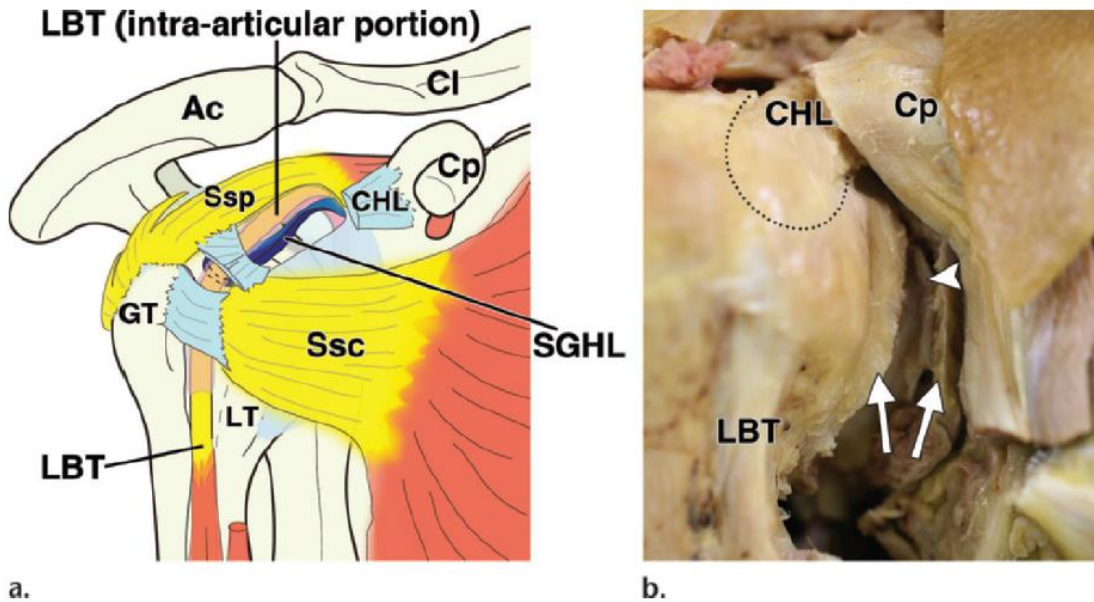 LBT (intra-articular portion)
Cl
Ac
Cp
Ssp
CHL
GT
Ssc
SGHL
LT
LBT
a.
CHL
Cp
LBT
b.